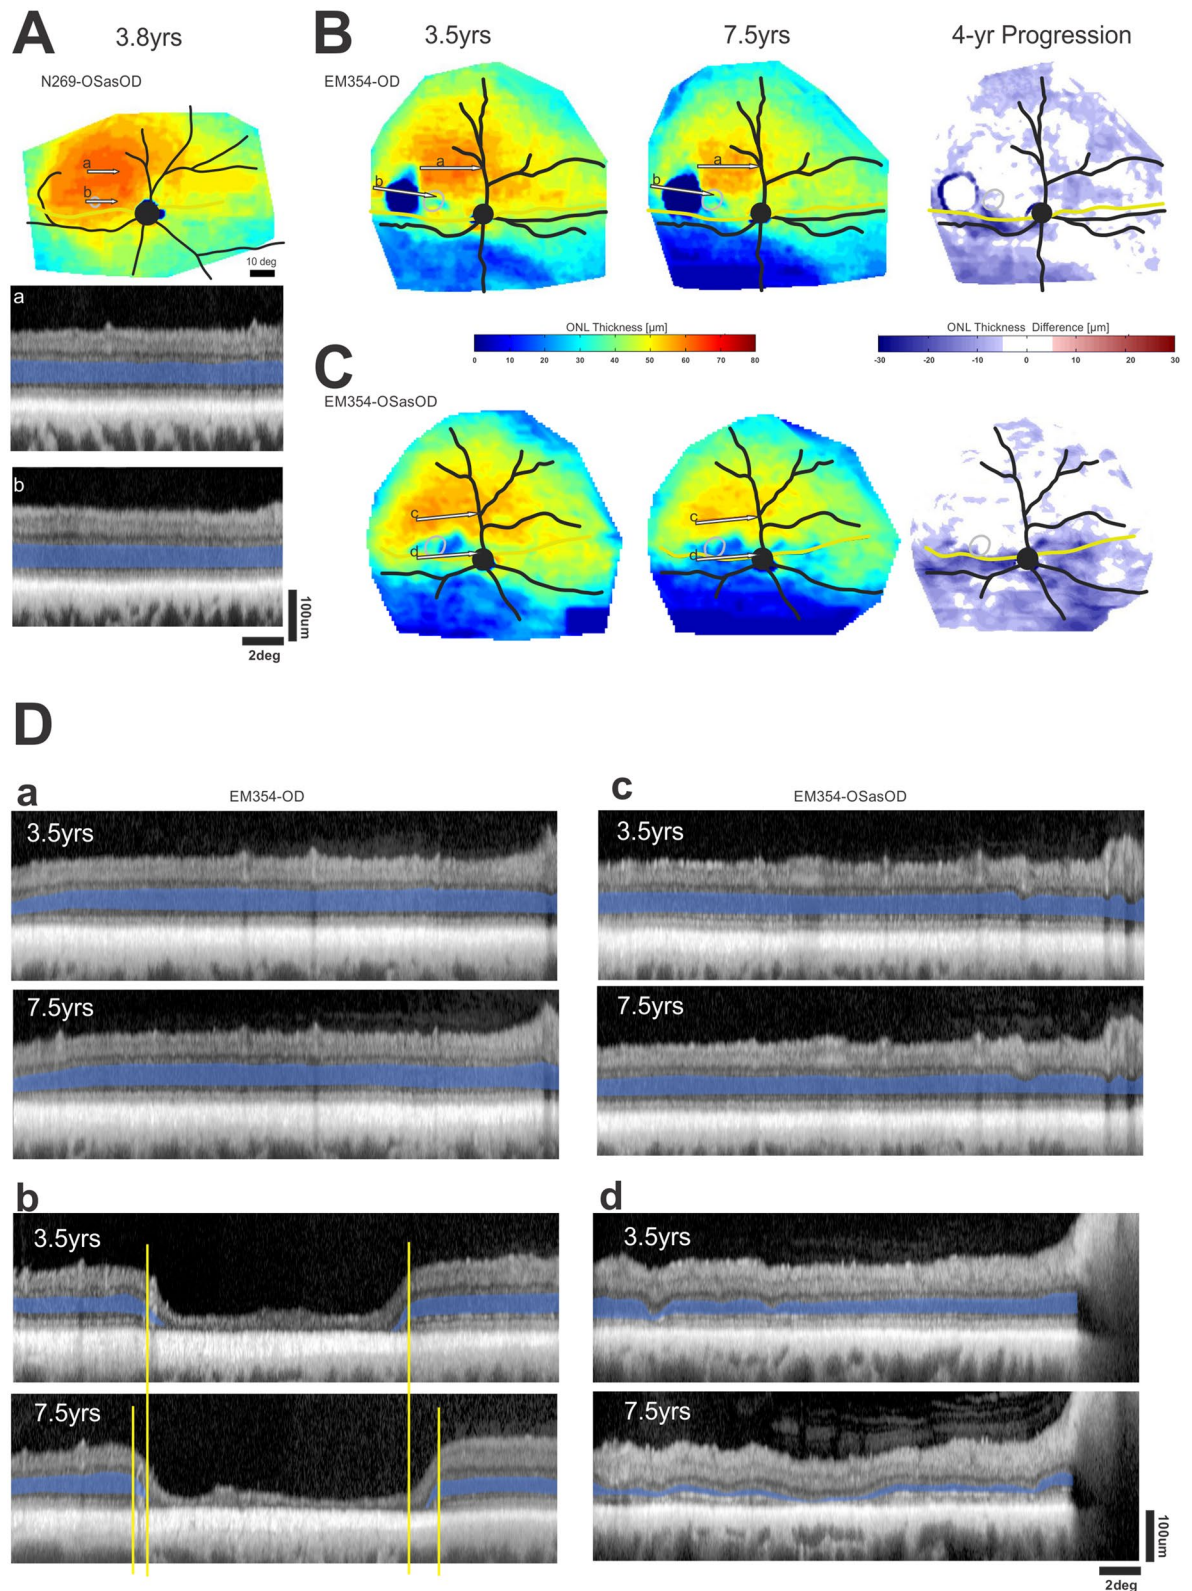 A
3.8yrs
N269-OSasOD
a
b
10 deg
a
b
100um
2deg
B
3.5yrs
7.5yrs
4-yr Progression
EM354-OD
a
b
a
b
ONL Thickness [µm]
0 10 20 30 40 50 60 70 80
ONL Thickness Difference [µm]
-30 -20 -10 0 10 20 30
C
EM354-OSasOD
c
d
c
d
D
a
EM354-OD
3.5yrs
7.5yrs
c
EM354-OSasOD
3.5yrs
7.5yrs
b
3.5yrs
7.5yrs
d
3.5yrs
7.5yrs
100um
2deg